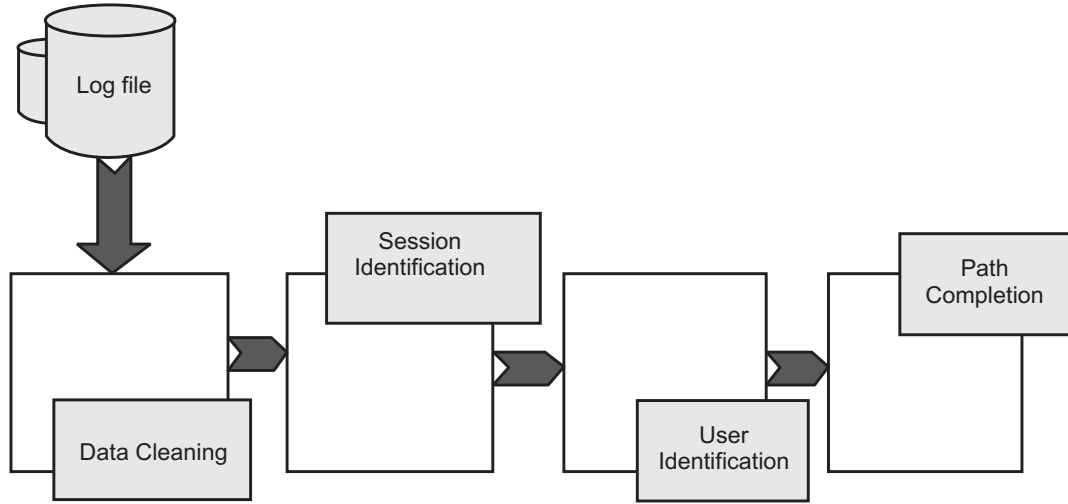 Log file
Session
Identification
Path
Completion
Data Cleaning
User
Identification